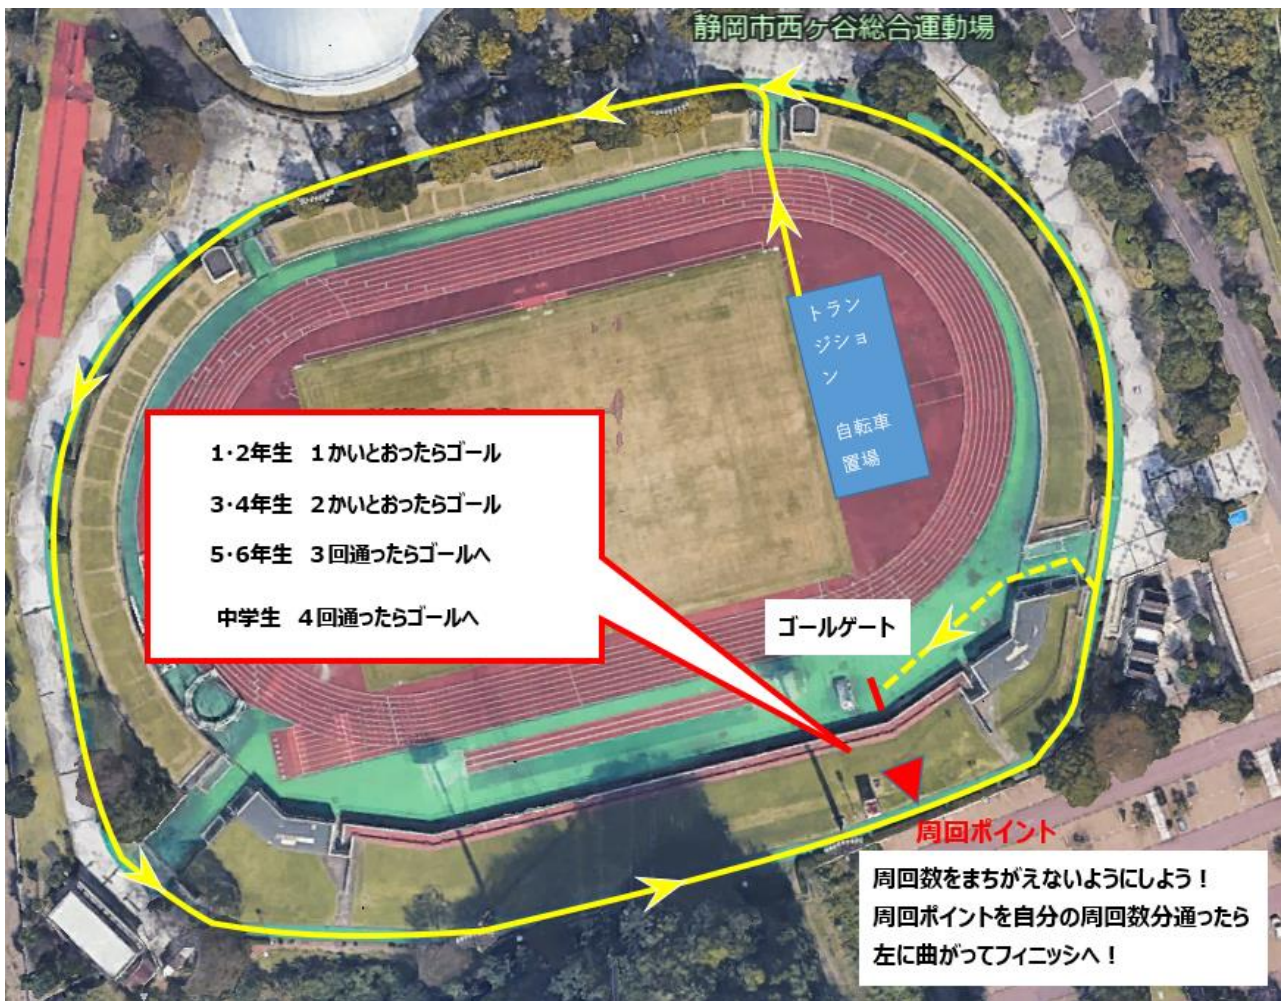 静岡市西ヶ谷総合運動場
トラン
ジショ
ン
自転車
置場
1・2年生 1かいとおったらゴール
3・4年生 2かいとおったらゴール
5・6年生 3回通ったらゴールへ
中学生 4回通ったらゴールへ
ゴールゲート
周回ポイント
周回数をまちがえないようにしよう！
周回ポイントを自分の周回数分通ったら
左に曲がってフィニッシへ！